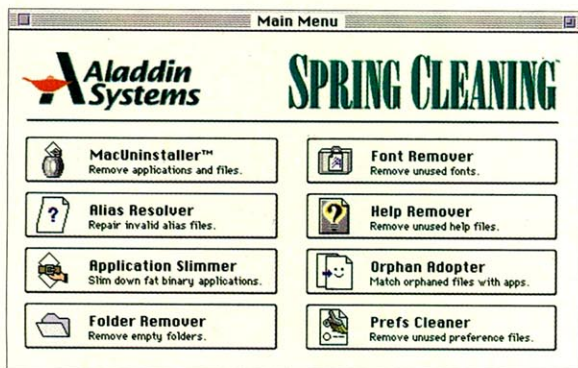 Main Menu
Aladdin
Systems
SPRING CLEANING™
MacUninstaller™
Remove applications and files.
Font Remover
Remove unused fonts.
Alias Resolver
Repair invalid alias files.
Help Remover
Remove unused help files.
Application Slimmer
Slim down fat binary applications.
Orphan Adopter
Match orphaned files with apps.
Folder Remover
Remove empty folders.
Prefs Cleaner
Remove unused preference files.